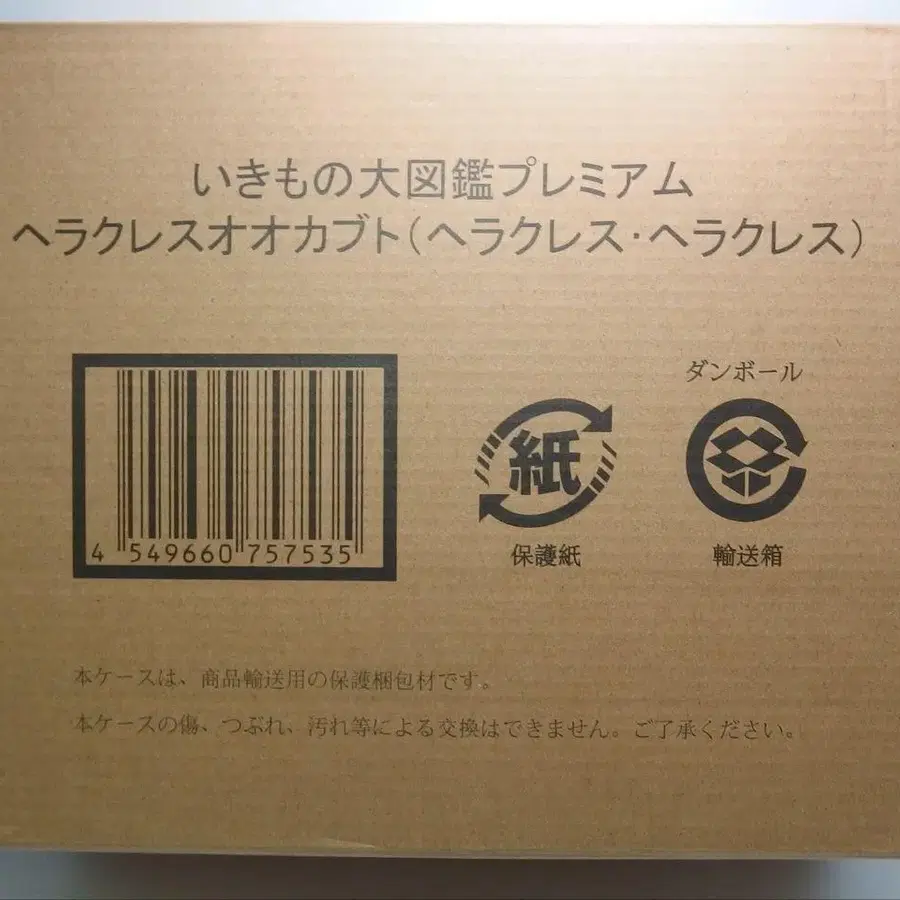 いきもの大図鑑プレミアム
ヘラクレスオオカブト(ヘラクレス・ヘラクレス)
ダンボール
紙
4 549660 757535
保護紙
輸送箱
本ケースは、商品輸送用の保護梱包材です。
本ケースの傷、つぶれ、汚れ等による交換はできません。ご了承ください。